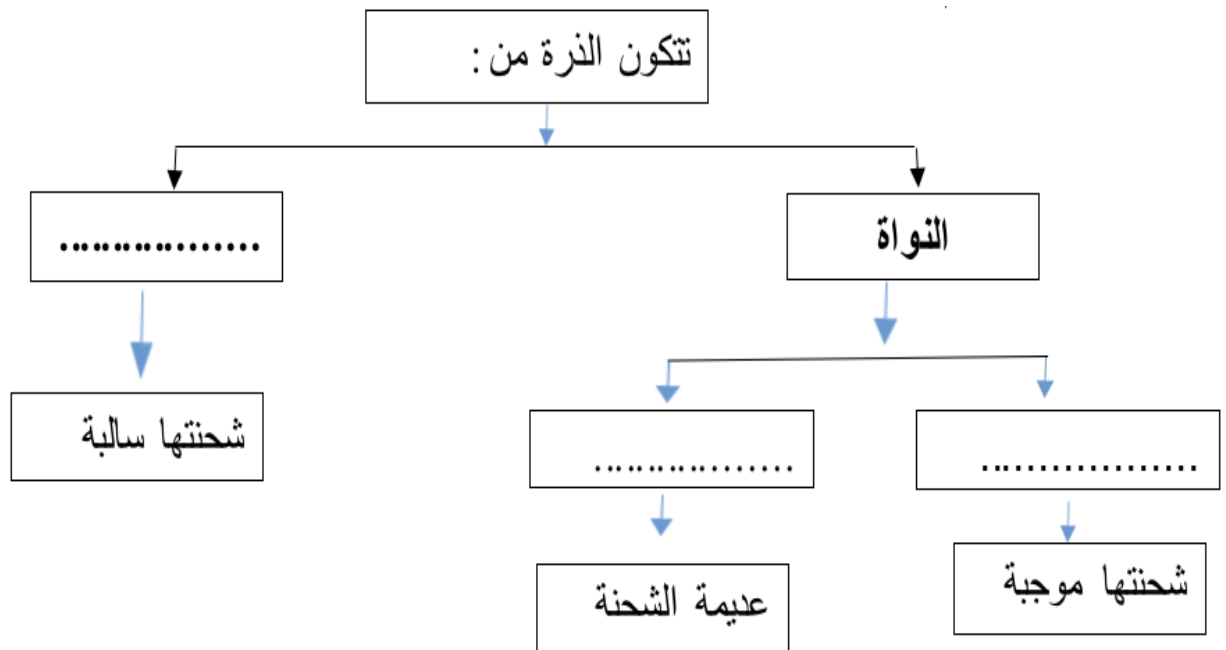 تتكون الذرة من :
النواة
....................
....................
....................
شحنتها موجبة
عديمة الشحنة
شحنتها سالبة